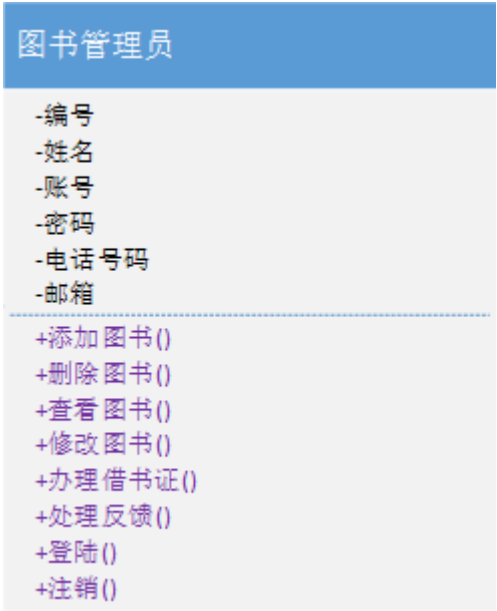 图书管理员
-编号
-姓名
-账号
-密码
-电话号码
-邮箱
+添加图书()
+删除图书()
+查看图书()
+修改图书()
+办理借书证()
+处理反馈()
+登陆()
+注销()